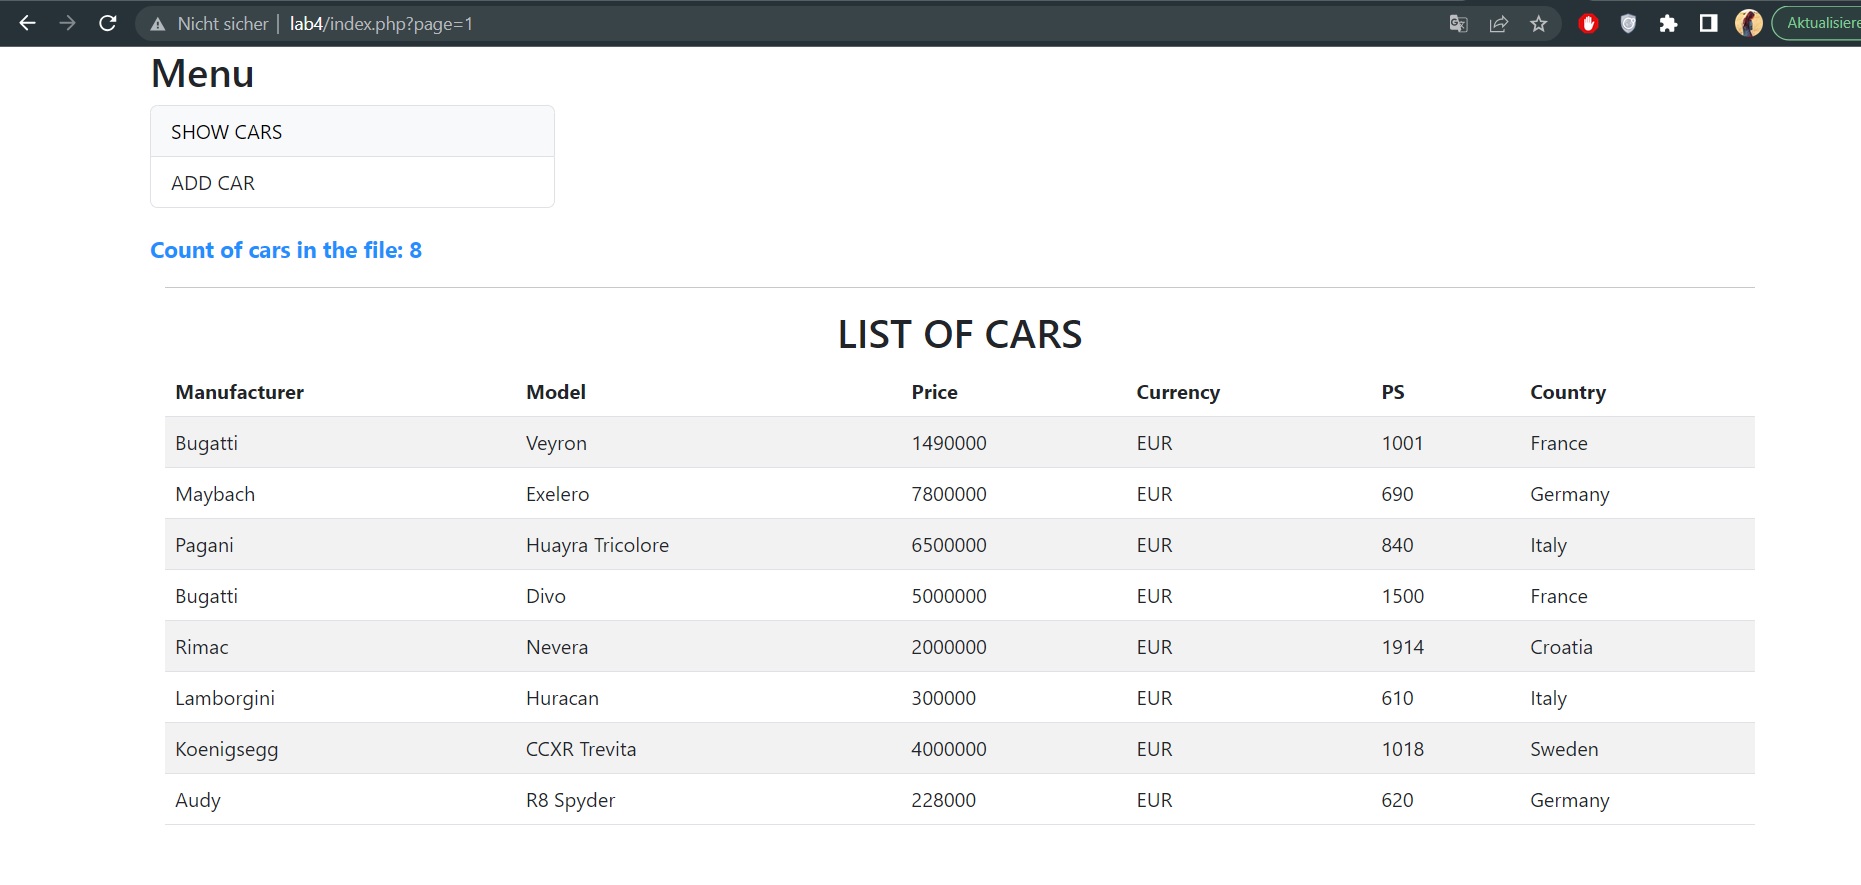 Nicht sicher | lab4/index.php?page=1 Aktualisiere
Menu
SHOW CARS
ADD CAR
Count of cars in the file: 8
LIST OF CARS
Manufacturer Model Price Currency PS Country
Bugatti Veyron 1490000 EUR 1001 France
Maybach Exelero 7800000 EUR 690 Germany
Pagani Huayra Tricolore 6500000 EUR 840 Italy
Bugatti Divo 5000000 EUR 1500 France
Rimac Nevera 2000000 EUR 1914 Croatia
Lamborgini Huracan 300000 EUR 610 Italy
Koenigsegg CCXR Trevita 4000000 EUR 1018 Sweden
Audy R8 Spyder 228000 EUR 620 Germany